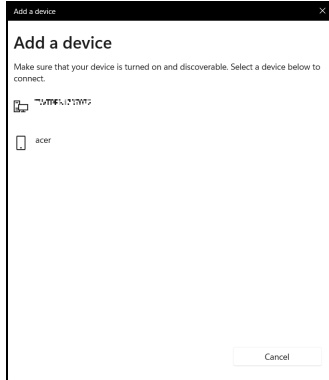 Add a device
Add a device
Make sure that your device is turned on and discoverable. Select a device below to
connect.
acer
Cancel